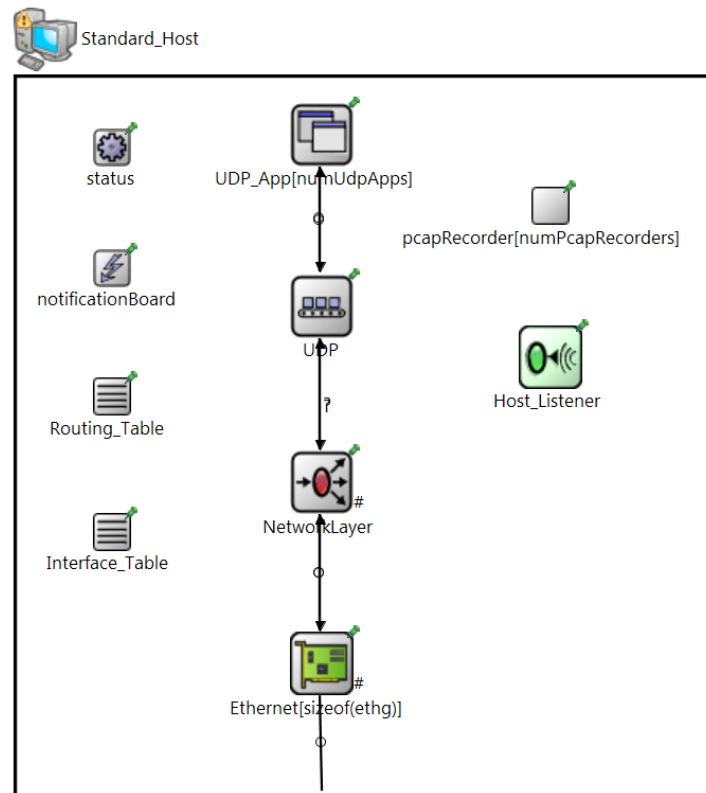 Standard_Host
status
UDP_App[numUdpApps]
pcapRecorder[numPcapRecorders]
notificationBoard
UDP
?
Routing_Table
Host_Listener
#
NetworkLayer
Interface_Table
#
Ethernet[sizeof(ethg)]